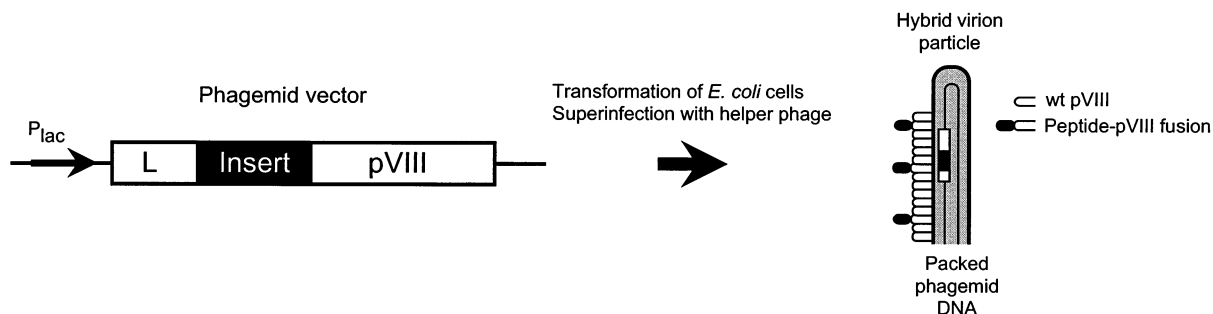 Phagemid vector
P_lac
L
Insert
pVIII
Transformation of E. coli cells
Superinfection with helper phage
Hybrid virion
particle
wt pVIII
Peptide-pVIII fusion
Packed
phagemid
DNA